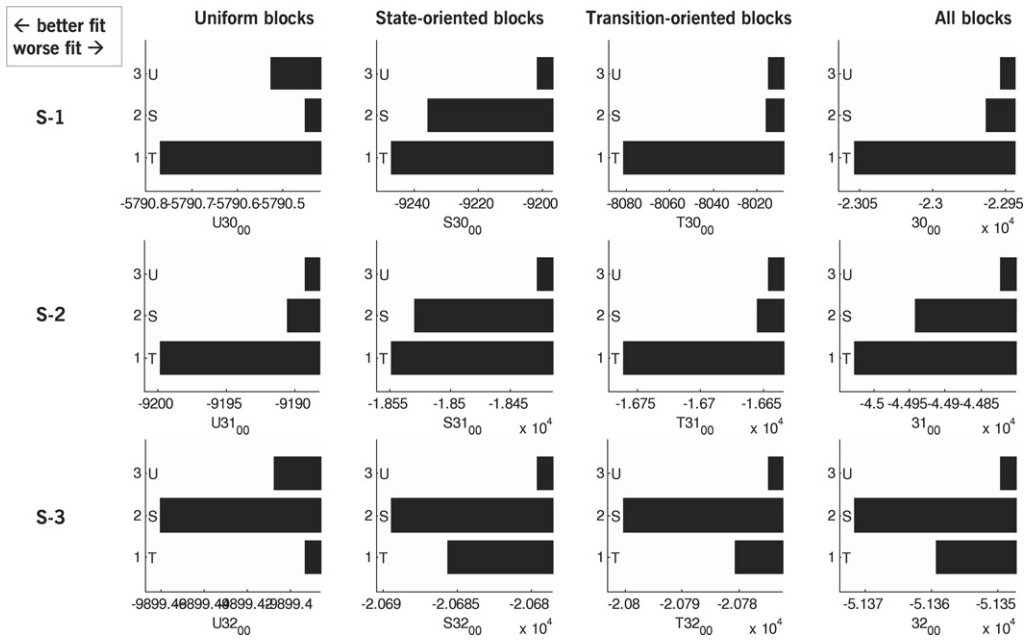 ← better fit
worse fit →
Uniform blocks
State-oriented blocks
Transition-oriented blocks
All blocks
S-1
3 U
2 S
1 T
-5790.8 -5790.7 -5790.6 -5790.5
U30₀₀
3 U
2 S
1 T
-9240 -9220 -9200
S30₀₀
3 U
2 S
1 T
-8080 -8060 -8040 -8020
T30₀₀
3 U
2 S
1 T
-2.305 -2.3 -2.295
30₀₀ x 10⁴
S-2
3 U
2 S
1 T
-9200 -9195 -9190
U31₀₀
3 U
2 S
1 T
-1.855 -1.85 -1.845
S31₀₀ x 10⁴
3 U
2 S
1 T
-1.675 -1.67 -1.665
T31₀₀ x 10⁴
3 U
2 S
1 T
-4.5 -4.495 -4.49 -4.485
31₀₀ x 10⁴
S-3
3 U
2 S
1 T
-9899.4
U32₀₀
3 U
2 S
1 T
-2.069 -2.0685 -2.068
S32₀₀ x 10⁴
3 U
2 S
1 T
-2.08 -2.079 -2.078
T32₀₀ x 10⁴
3 U
2 S
1 T
-5.137 -5.136 -5.135
32₀₀ x 10⁴